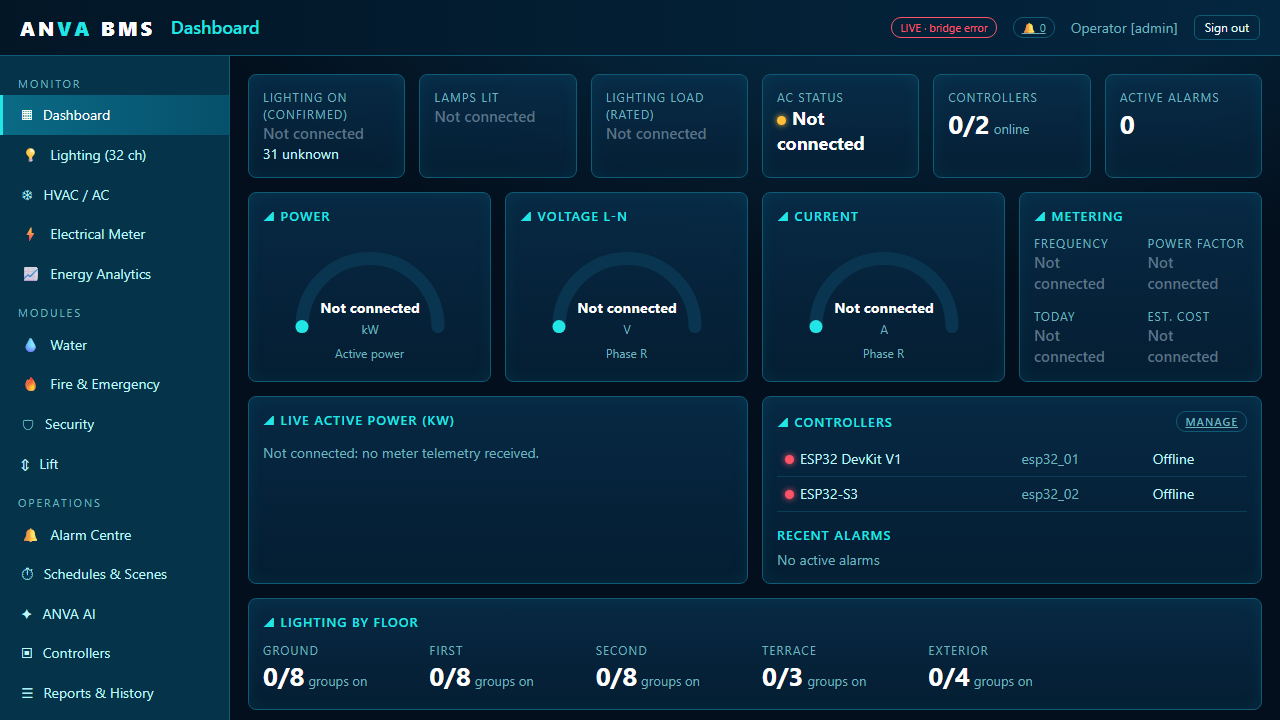 ANVA BMS Dashboard
LIVE · bridge error
0
Operator [admin]
Sign out
MONITOR
Dashboard
Lighting (32 ch)
HVAC / AC
Electrical Meter
Energy Analytics
MODULES
Water
Fire & Emergency
Security
Lift
OPERATIONS
Alarm Centre
Schedules & Scenes
ANVA AI
Controllers
Reports & History
LIGHTING ON
(CONFIRMED)
Not connected
31 unknown
LAMPS LIT
Not connected
LIGHTING LOAD
(RATED)
Not connected
AC STATUS
Not
connected
CONTROLLERS
0/2 online
ACTIVE ALARMS
0
POWER
Not connected
kW
Active power
VOLTAGE L-N
Not connected
V
Phase R
CURRENT
Not connected
A
Phase R
METERING
FREQUENCY
Not
connected
POWER FACTOR
Not
connected
TODAY
Not
connected
EST. COST
Not
connected
LIVE ACTIVE POWER (KW)
Not connected: no meter telemetry received.
CONTROLLERS
MANAGE
ESP32 DevKit V1 esp32_01 Offline
ESP32-S3 esp32_02 Offline
RECENT ALARMS
No active alarms
LIGHTING BY FLOOR
GROUND
0/8 groups on
FIRST
0/8 groups on
SECOND
0/8 groups on
TERRACE
0/3 groups on
EXTERIOR
0/4 groups on